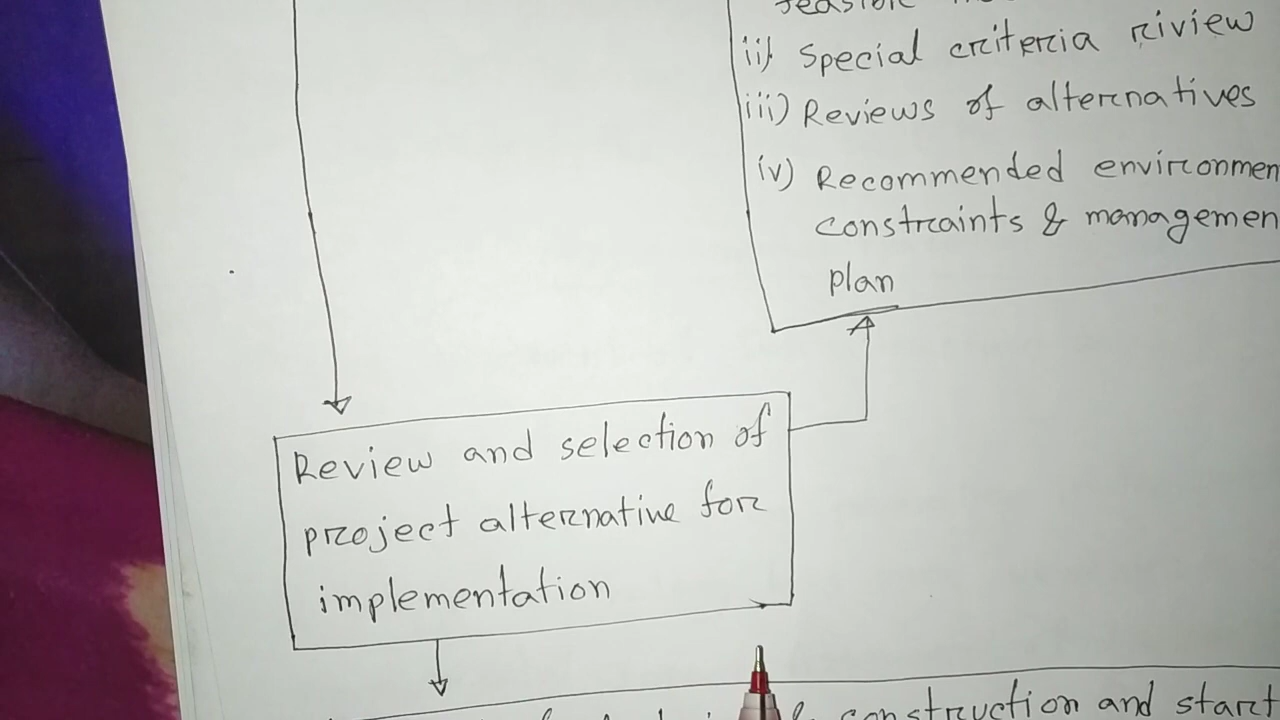 feasible
ii) Special criteria riview
iii) Reviews of alternatives
iv) Recommended environmen
constraints & managemen
plan
Review and selection of
project alternative for
implementation
construction and start